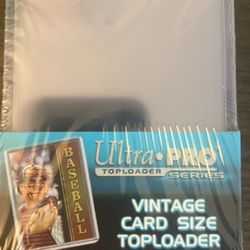 Ultra·PRO
TOPLOADER SERIES
BASEBALL
VINTAGE
CARD SIZE
TOPLOADER